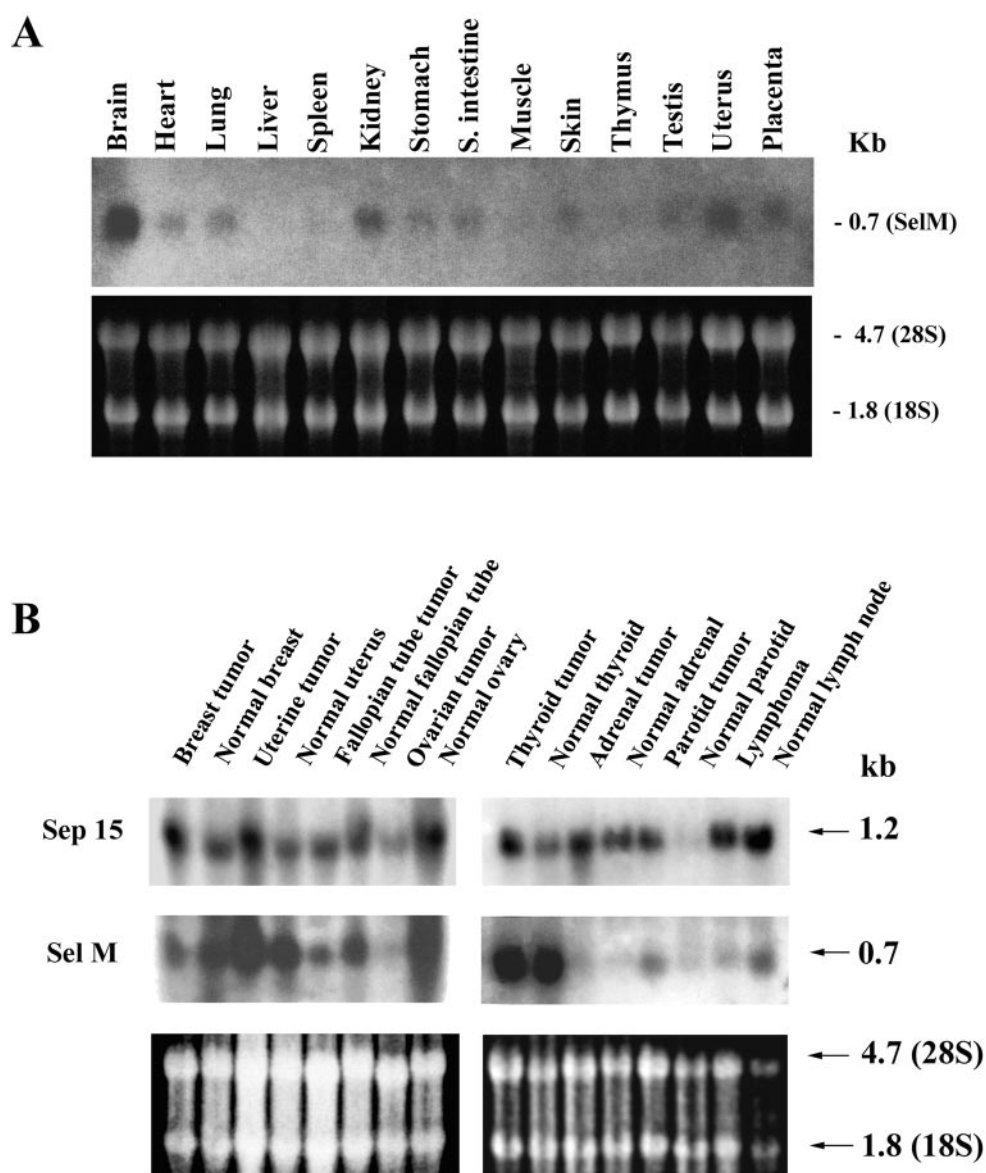 A
Brain
Heart
Lung
Liver
Spleen
Kidney
Stomach
S. intestine
Muscle
Skin
Thymus
Testis
Uterus
Placenta
Kb
- 0.7 (SelM)
- 4.7 (28S)
- 1.8 (18S)
B
Breast tumor
Normal breast
Uterine tumor
Normal uterus
Fallopian tube tumor
Normal fallopian tube
Ovarian tumor
Normal ovary
Thyroid tumor
Normal thyroid
Adrenal tumor
Normal adrenal
Parotid tumor
Normal parotid
Lymphoma
Normal lymph node
kb
Sep 15
1.2
Sel M
0.7
4.7 (28S)
1.8 (18S)